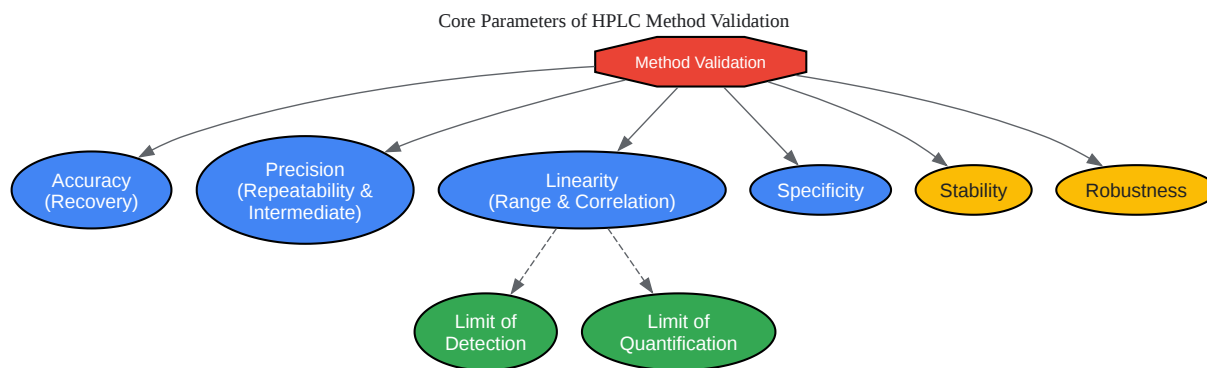 Core Parameters of HPLC Method Validation
Method Validation
Accuracy
(Recovery)
Precision
(Repeatability &
Intermediate)
Linearity
(Range & Correlation)
Specificity
Stability
Robustness
Limit of
Detection
Limit of
Quantification